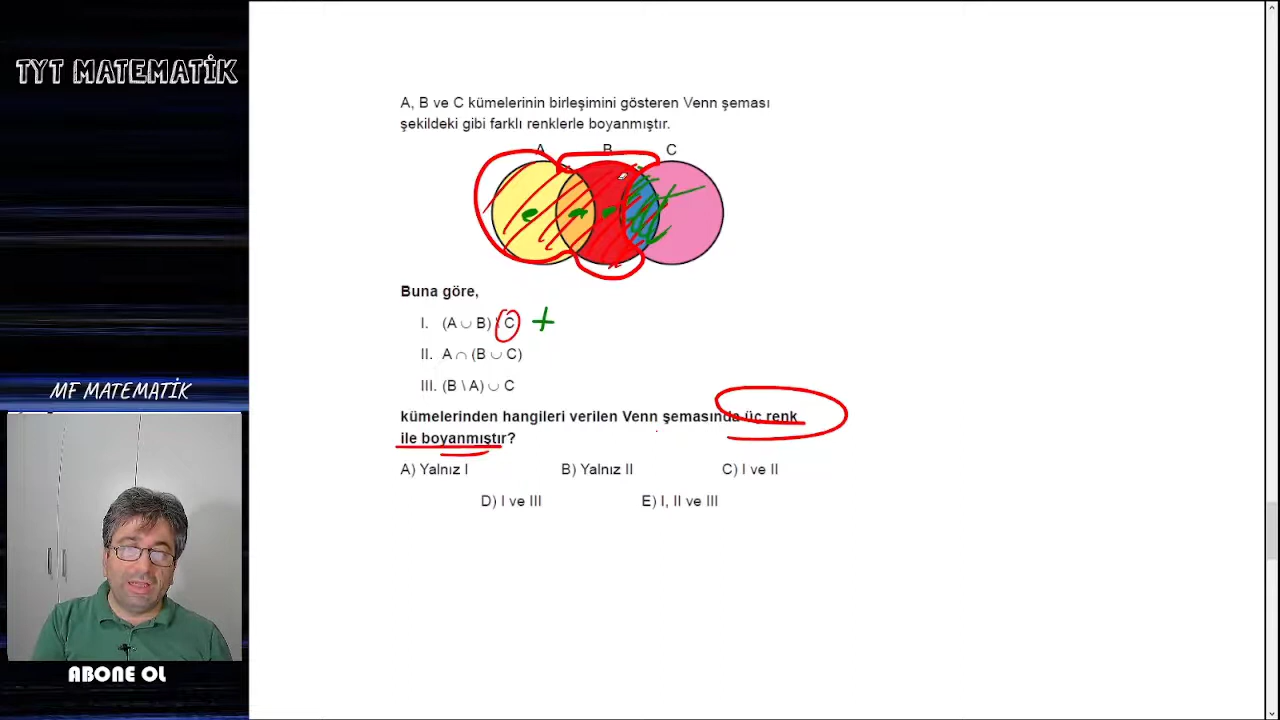 TYT MATEMATİK
MF MATEMATİK
ABONE OL
A, B ve C kümelerinin birleşimini gösteren Venn şeması
şekildeki gibi farklı renklerle boyanmıştır.
A B C
Buna göre,
I. (A ∪ B) \ C +
II. A ∩ (B ∪ C)
III. (B \ A) ∪ C
kümelerinden hangileri verilen Venn şemasında üç renk
ile boyanmıştır?
A) Yalnız I B) Yalnız II C) I ve II
D) I ve III E) I, II ve III